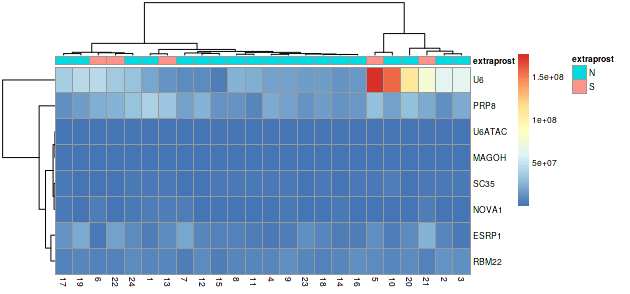 extraprost
U6
PRP8
U6ATAC
MAGOH
SC35
NOVA1
ESRP1
RBM22
17 19 6 22 24 1 13 7 12 15 8 11 4 9 23 18 14 16 5 10 20 21 2 3
1.5e+08
1e+08
5e+07
extraprost
N
S